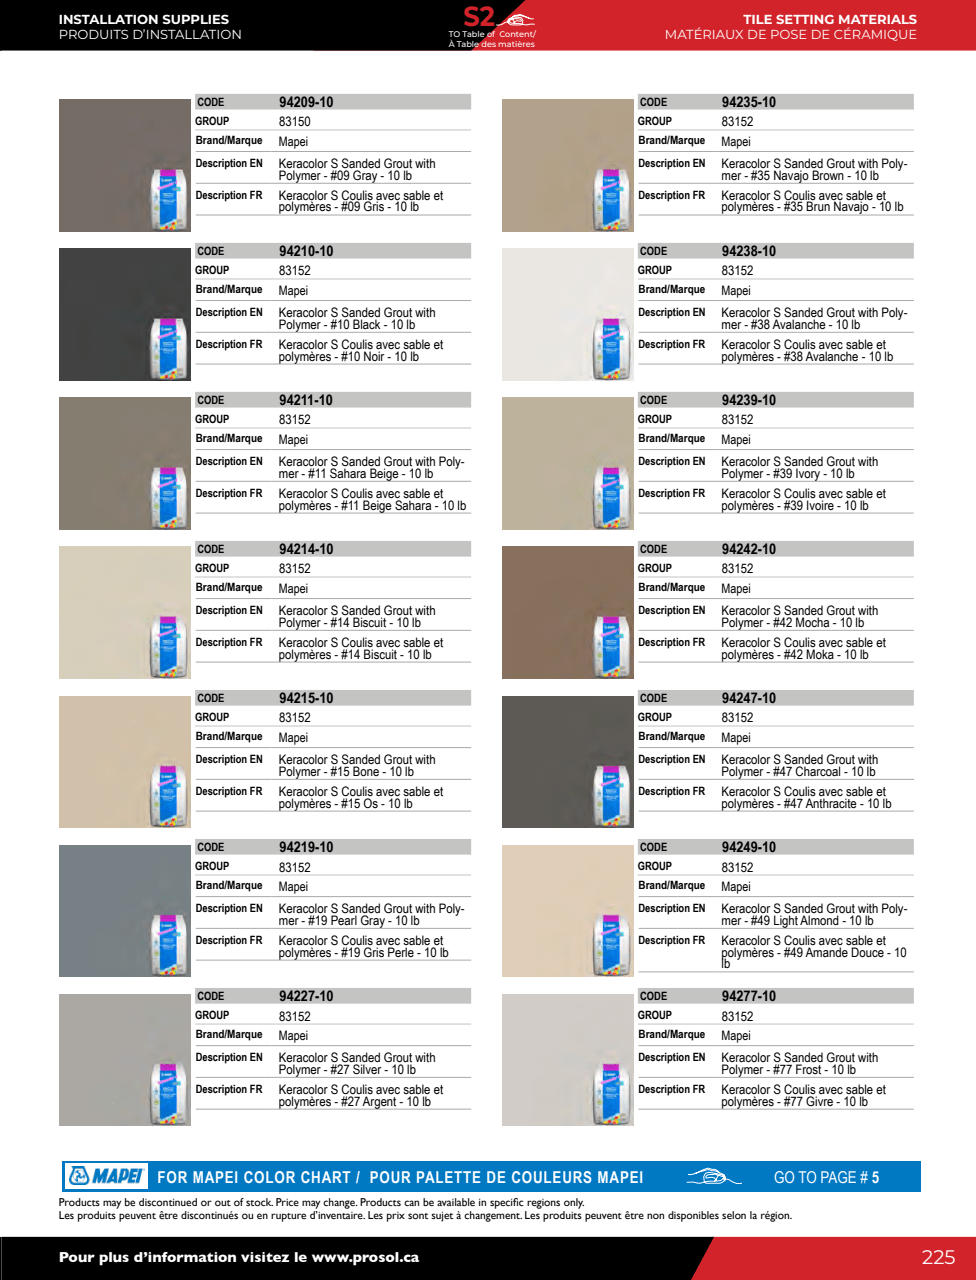 INSTALLATION SUPPLIES
PRODUITS D'INSTALLATION
S2
TO Table of Content/
À Table des matières
TILE SETTING MATERIALS
MATÉRIAUX DE POSE DE CÉRAMIQUE
CODE 94209-10
GROUP 83150
Brand/Marque Mapei
Description EN Keracolor S Sanded Grout with
Polymer - #09 Gray - 10 lb
Description FR Keracolor S Coulis avec sable et
polymères - #09 Gris - 10 lb
CODE 94210-10
GROUP 83152
Brand/Marque Mapei
Description EN Keracolor S Sanded Grout with
Polymer - #10 Black - 10 lb
Description FR Keracolor S Coulis avec sable et
polymères - #10 Noir - 10 lb
CODE 94211-10
GROUP 83152
Brand/Marque Mapei
Description EN Keracolor S Sanded Grout with Poly-
mer - #11 Sahara Beige - 10 lb
Description FR Keracolor S Coulis avec sable et
polymères - #11 Beige Sahara - 10 lb
CODE 94214-10
GROUP 83152
Brand/Marque Mapei
Description EN Keracolor S Sanded Grout with
Polymer - #14 Biscuit - 10 lb
Description FR Keracolor S Coulis avec sable et
polymères - #14 Biscuit - 10 lb
CODE 94215-10
GROUP 83152
Brand/Marque Mapei
Description EN Keracolor S Sanded Grout with
Polymer - #15 Bone - 10 lb
Description FR Keracolor S Coulis avec sable et
polymères - #15 Os - 10 lb
CODE 94219-10
GROUP 83152
Brand/Marque Mapei
Description EN Keracolor S Sanded Grout with Poly-
mer - #19 Pearl Gray - 10 lb
Description FR Keracolor S Coulis avec sable et
polymères - #19 Gris Perle - 10 lb
CODE 94227-10
GROUP 83152
Brand/Marque Mapei
Description EN Keracolor S Sanded Grout with
Polymer - #27 Silver - 10 lb
Description FR Keracolor S Coulis avec sable et
polymères - #27 Argent - 10 lb
CODE 94235-10
GROUP 83152
Brand/Marque Mapei
Description EN Keracolor S Sanded Grout with Poly-
mer - #35 Navajo Brown - 10 lb
Description FR Keracolor S Coulis avec sable et
polymères - #35 Brun Navajo - 10 lb
CODE 94238-10
GROUP 83152
Brand/Marque Mapei
Description EN Keracolor S Sanded Grout with Poly-
mer - #38 Avalanche - 10 lb
Description FR Keracolor S Coulis avec sable et
polymères - #38 Avalanche - 10 lb
CODE 94239-10
GROUP 83152
Brand/Marque Mapei
Description EN Keracolor S Sanded Grout with
Polymer - #39 Ivory - 10 lb
Description FR Keracolor S Coulis avec sable et
polymères - #39 Ivoire - 10 lb
CODE 94242-10
GROUP 83152
Brand/Marque Mapei
Description EN Keracolor S Sanded Grout with
Polymer - #42 Mocha - 10 lb
Description FR Keracolor S Coulis avec sable et
polymères - #42 Moka - 10 lb
CODE 94247-10
GROUP 83152
Brand/Marque Mapei
Description EN Keracolor S Sanded Grout with
Polymer - #47 Charcoal - 10 lb
Description FR Keracolor S Coulis avec sable et
polymères - #47 Anthracite - 10 lb
CODE 94249-10
GROUP 83152
Brand/Marque Mapei
Description EN Keracolor S Sanded Grout with Poly-
mer - #49 Light Almond - 10 lb
Description FR Keracolor S Coulis avec sable et
polymères - #49 Amande Douce - 10
lb
CODE 94277-10
GROUP 83152
Brand/Marque Mapei
Description EN Keracolor S Sanded Grout with
Polymer - #77 Frost - 10 lb
Description FR Keracolor S Coulis avec sable et
polymères - #77 Givre - 10 lb
MAPEI FOR MAPEI COLOR CHART / POUR PALETTE DE COULEURS MAPEI GO TO PAGE # 5
Products may be discontinued or out of stock. Price may change. Products can be available in specific regions only.
Les produits peuvent être discontinués ou en rupture d'inventaire. Les prix sont sujet à changement. Les produits peuvent être non disponibles selon la région.
Pour plus d'information visitez le www.prosol.ca
225